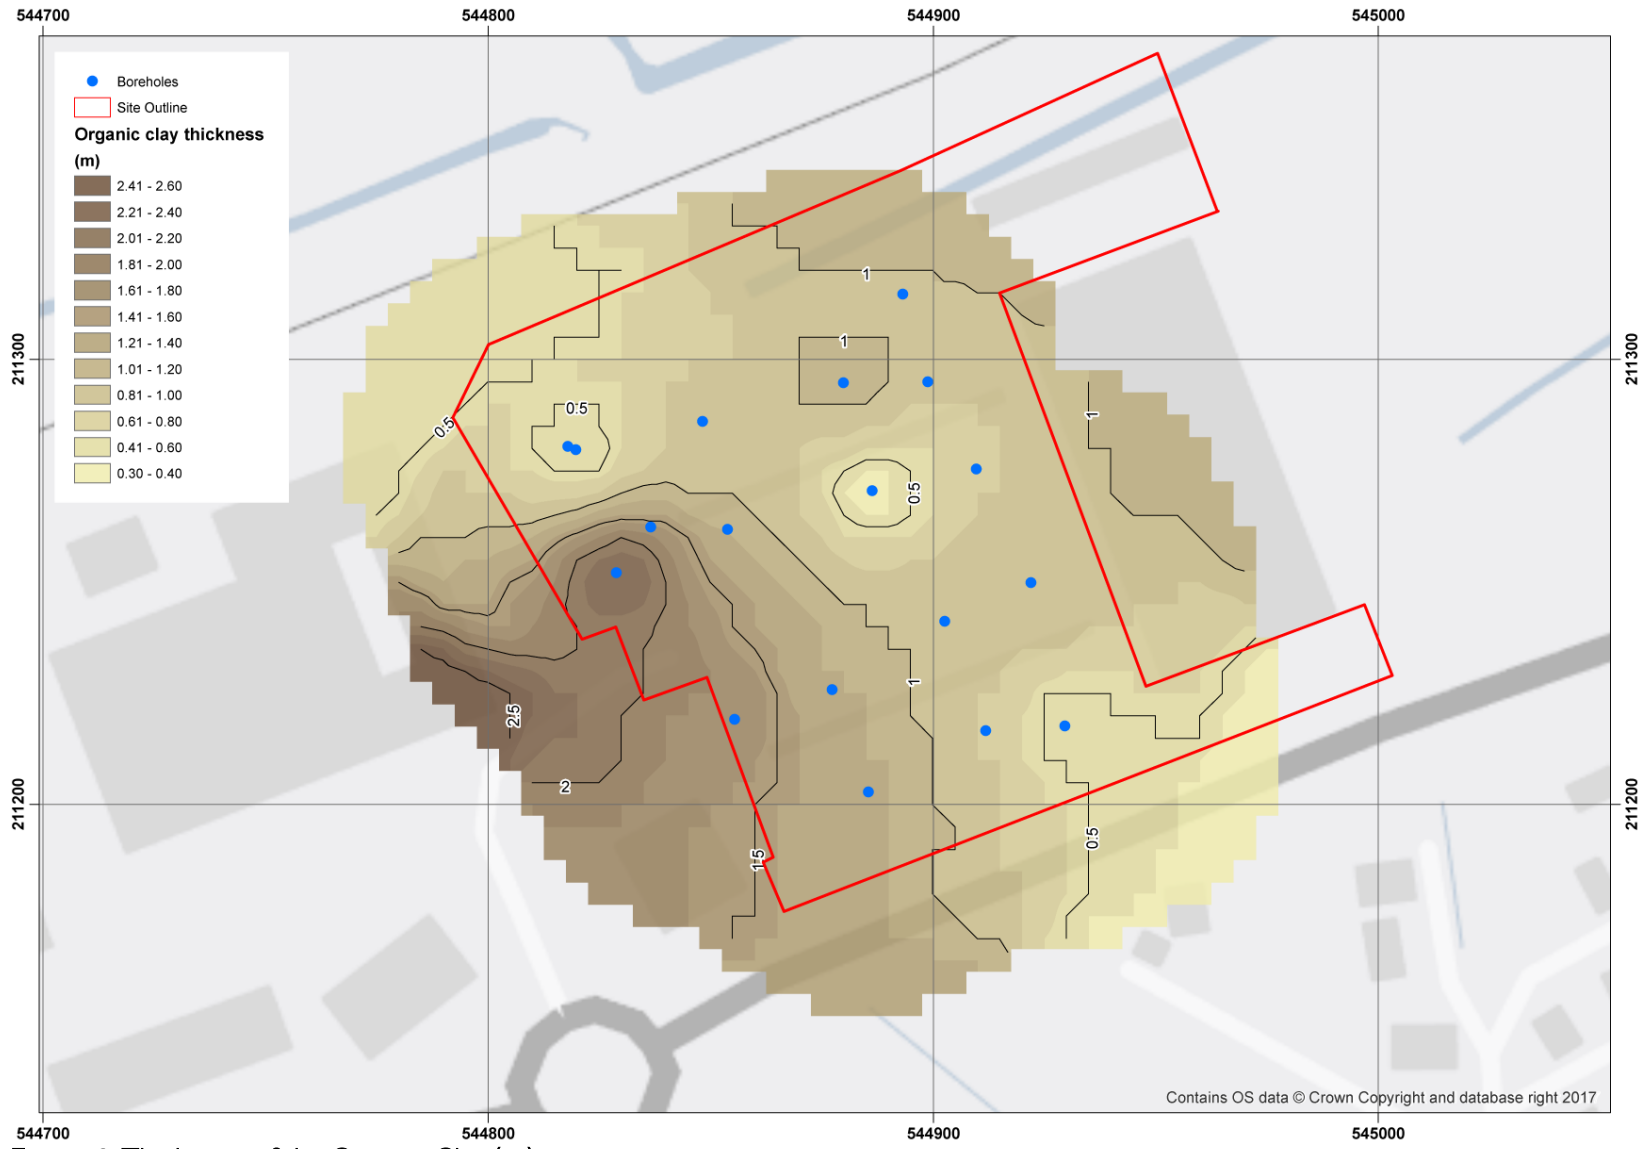 544700 544800 544900 545000
Boreholes
Site Outline
Organic clay thickness
(m)
2.41 - 2.60
2.21 - 2.40
2.01 - 2.20
1.81 - 2.00
1.61 - 1.80
1.41 - 1.60
1.21 - 1.40
1.01 - 1.20
0.81 - 1.00
0.61 - 0.80
0.41 - 0.60
0.30 - 0.40
1
1
211300
211300
0.5
0.5
1
0.5
1
2.5
2
211200
211200
0.5
1.5
Contains OS data © Crown Copyright and database right 2017
544700 544800 544900 545000